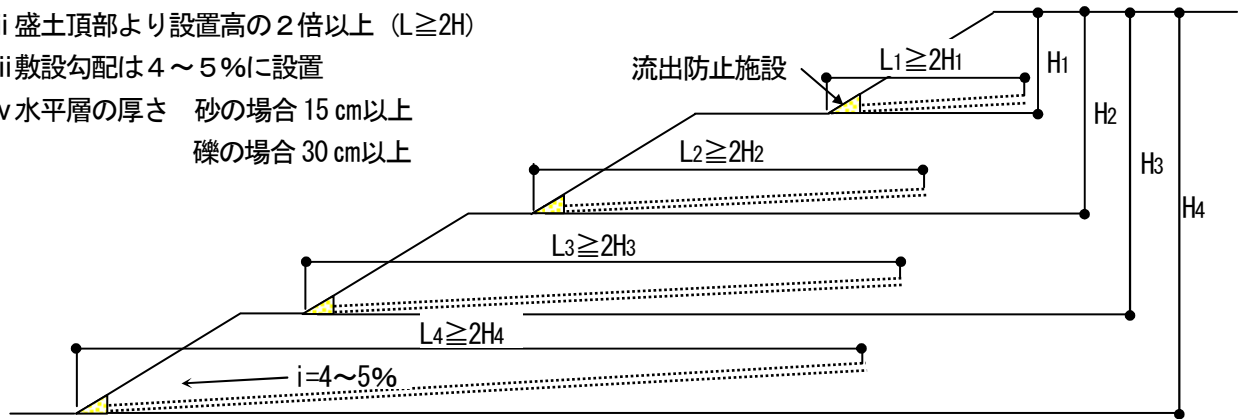 ii 盛土頂部より設置高の２倍以上（L≧2H）
ii 敷設勾配は４～５%に設置
v 水平層の厚さ　砂の場合 15 cm以上
礫の場合 30 cm以上
流出防止施設
L1≧2H1
H1
H2
L2≧2H2
H3
H4
L3≧2H3
L4≧2H4
i=4～5%